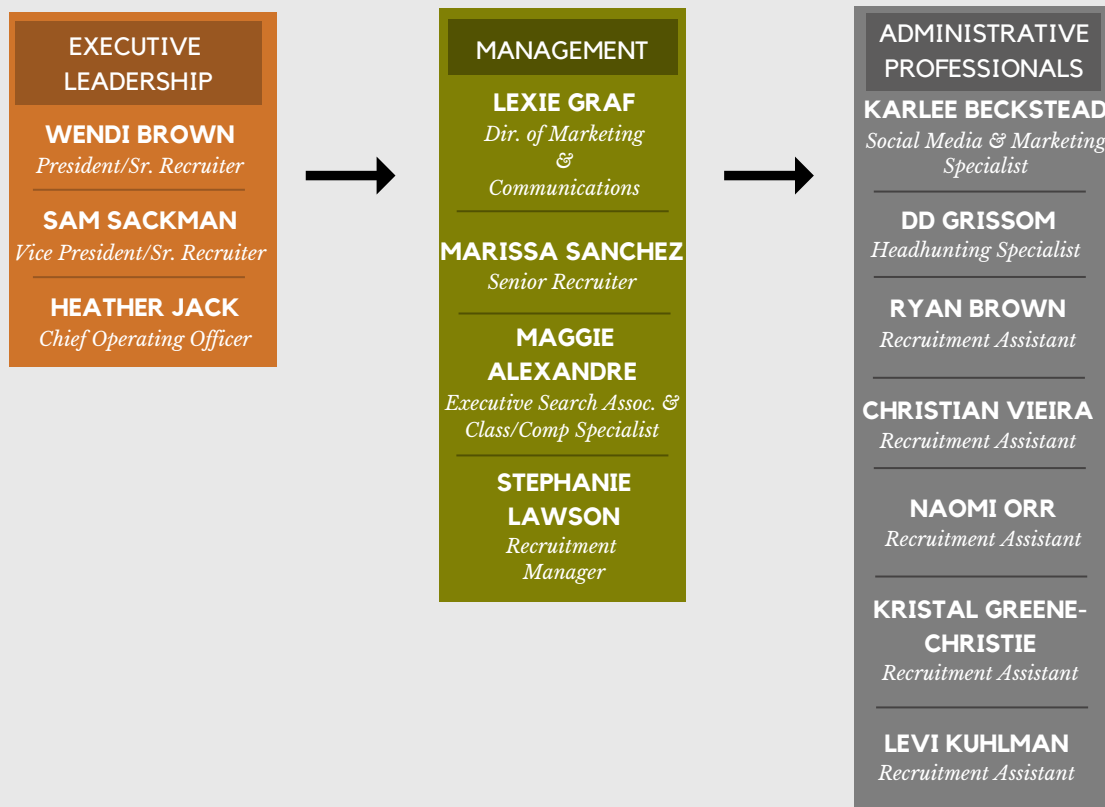 EXECUTIVE
LEADERSHIP
WENDI BROWN
President/Sr. Recruiter
SAM SACKMAN
Vice President/Sr. Recruiter
HEATHER JACK
Chief Operating Officer
MANAGEMENT
LEXIE GRAF
Dir. of Marketing
&
Communications
MARISSA SANCHEZ
Senior Recruiter
MAGGIE
ALEXANDRE
Executive Search Assoc. &
Class/Comp Specialist
STEPHANIE
LAWSON
Recruitment
Manager
ADMINISTRATIVE
PROFESSIONALS
KARLEE BECKSTEAD
Social Media & Marketing
Specialist
DD GRISSOM
Headhunting Specialist
RYAN BROWN
Recruitment Assistant
CHRISTIAN VIEIRA
Recruitment Assistant
NAOMI ORR
Recruitment Assistant
KRISTAL GREENE-
CHRISTIE
Recruitment Assistant
LEVI KUHLMAN
Recruitment Assistant